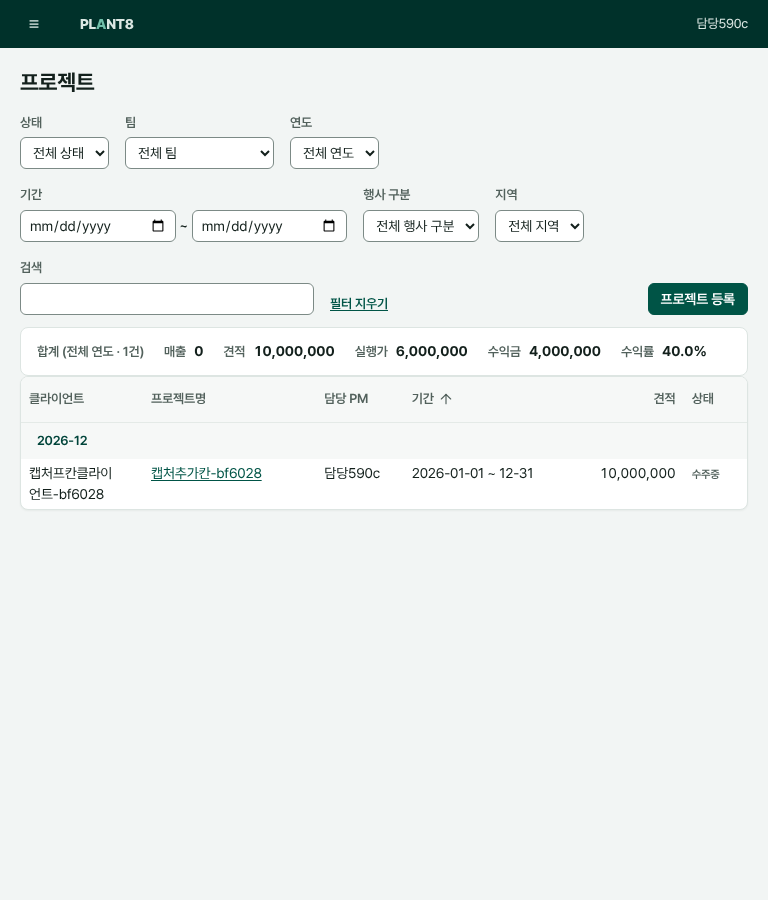 ≡ PLANT8 담당590c
프로젝트
상태 팀 연도
전체 상태 전체 팀 전체 연도
기간 행사 구분 지역
mm/dd/yyyy ~ mm/dd/yyyy 전체 행사 구분 전체 지역
검색
필터 지우기 프로젝트 등록
합계 (전체 연도 · 1건) 매출 0 견적 10,000,000 실행가 6,000,000 수익금 4,000,000 수익률 40.0%
클라이언트 프로젝트명 담당 PM 기간 ↑ 견적 상태
2026-12
캡처프칸클라이 캡처추가칸-bf6028 담당590c 2026-01-01 ~ 12-31 10,000,000 수주중
언트-bf6028